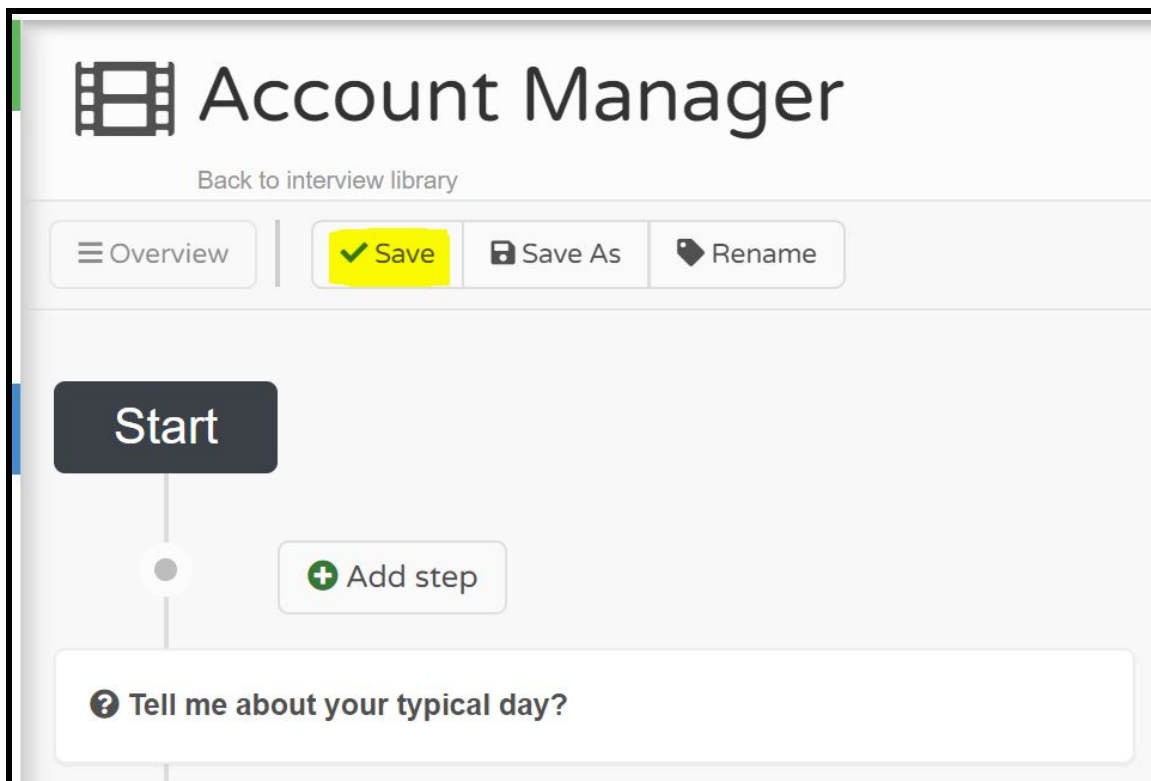 Account Manager
Back to interview library
Overview Save Save As Rename
Start
Add step
Tell me about your typical day?